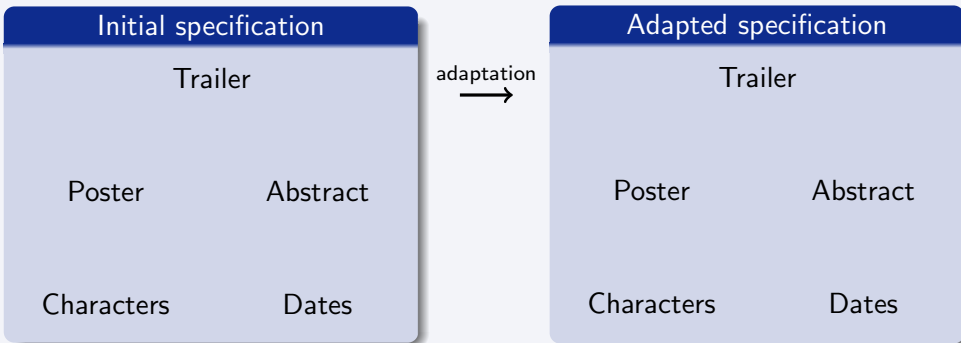 Initial specification
Trailer
Poster Abstract
Characters Dates
adaptation
Adapted specification
Trailer
Poster Abstract
Characters Dates